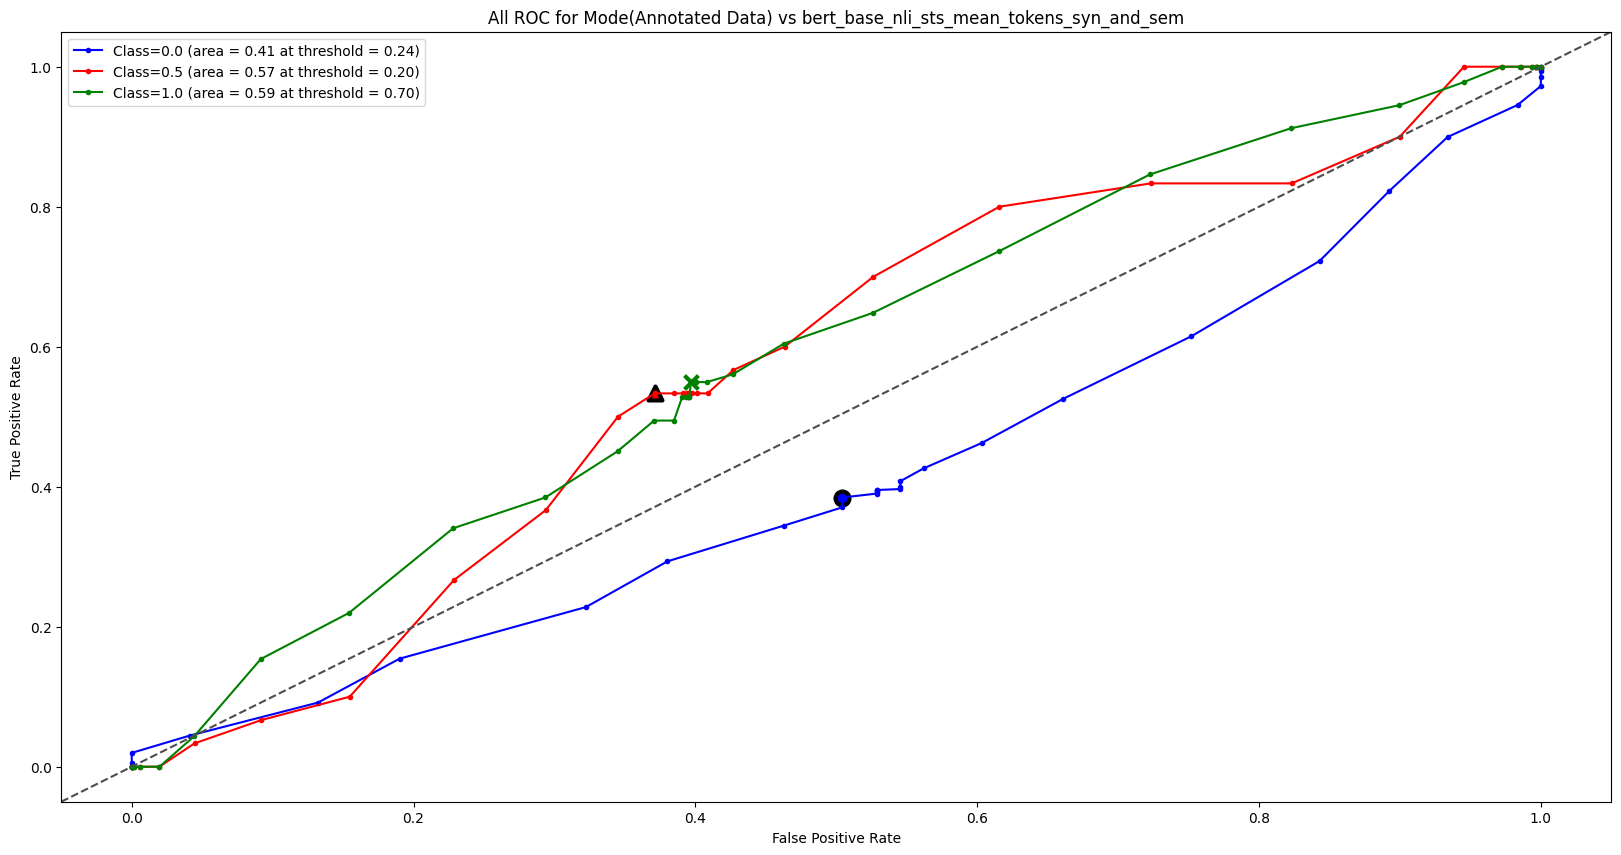 All ROC for Mode(Annotated Data) vs bert_base_nli_sts_mean_tokens_syn_and_sem
Class=0.0 (area = 0.41 at threshold = 0.24)
Class=0.5 (area = 0.57 at threshold = 0.20)
Class=1.0 (area = 0.59 at threshold = 0.70)
True Positive Rate
1.0
0.8
0.6
0.4
0.2
0.0
0.0 0.2 0.4 0.6 0.8 1.0
False Positive Rate